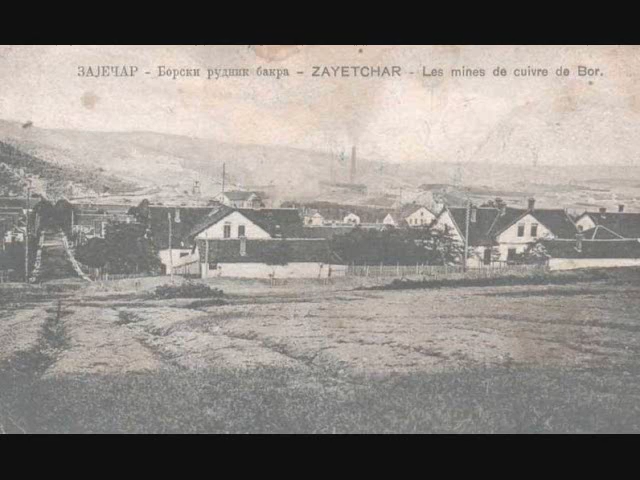 ЗАЈЕЧАР - Борски рудник бакра - ZAYETCHAR - Les mines de cuivre de Bor.